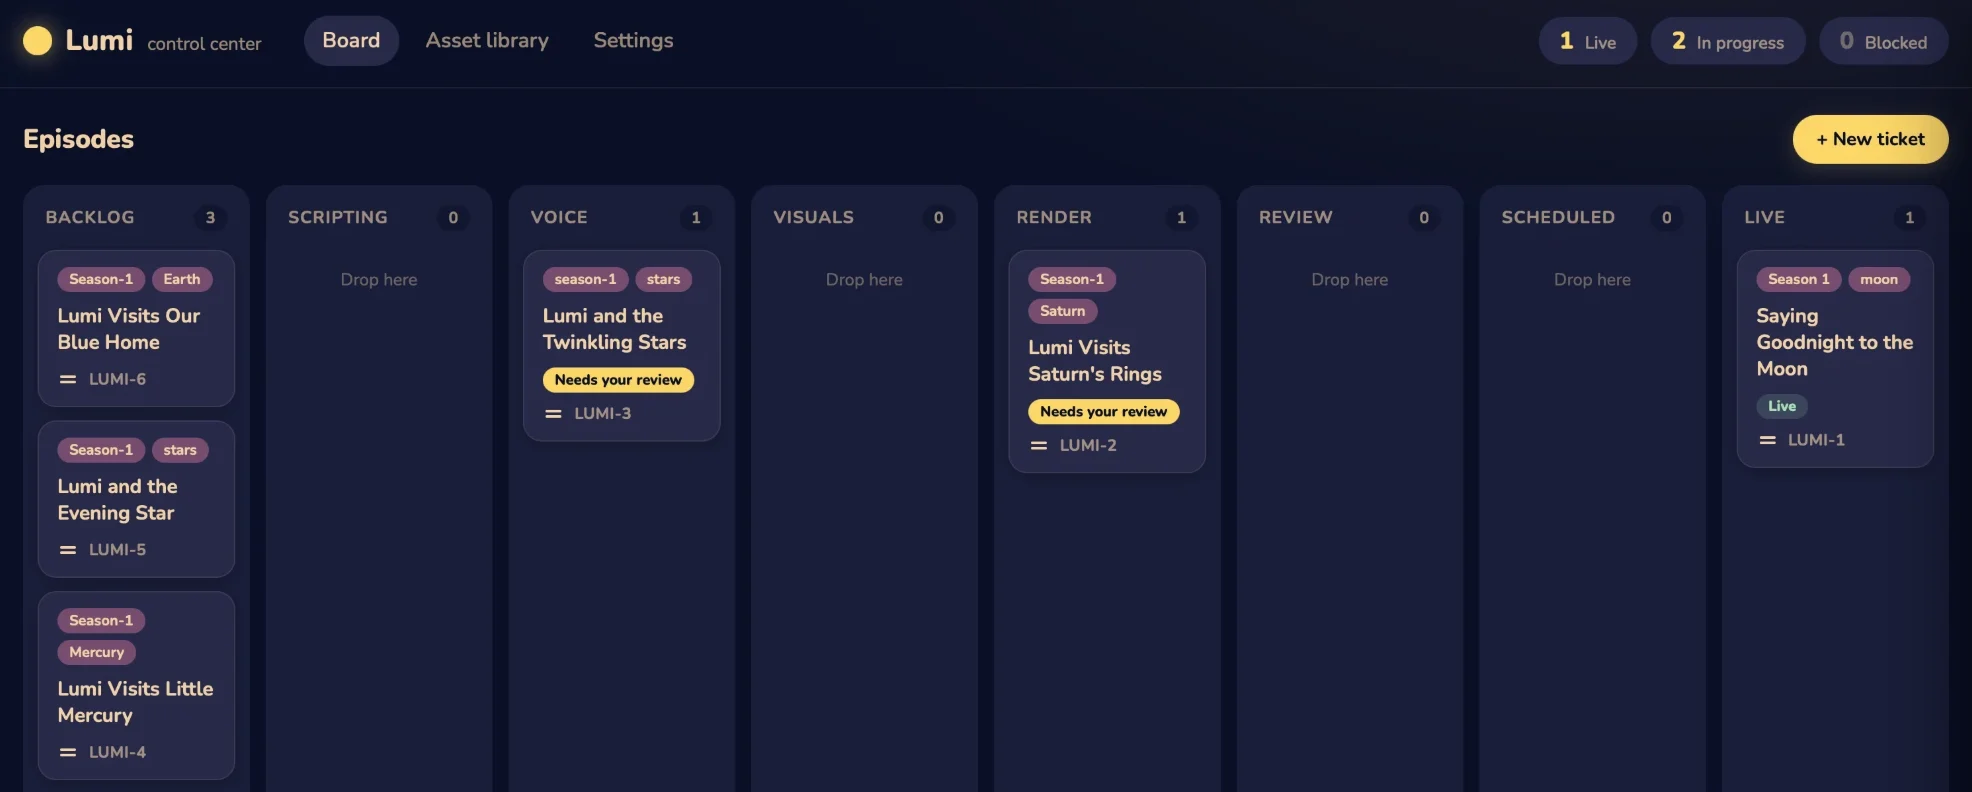 Lumi control center Board Asset library Settings 1 Live 2 In progress 0 Blocked
Episodes + New ticket
BACKLOG 3
Season-1 Earth
Lumi Visits Our
Blue Home
LUMI-6
Season-1 stars
Lumi and the
Evening Star
LUMI-5
Season-1
Mercury
Lumi Visits Little
Mercury
LUMI-4
SCRIPTING 0
Drop here
VOICE 1
season-1 stars
Lumi and the
Twinkling Stars
Needs your review
LUMI-3
VISUALS 0
Drop here
RENDER 1
Season-1
Saturn
Lumi Visits
Saturn's Rings
Needs your review
LUMI-2
REVIEW 0
Drop here
SCHEDULED 0
Drop here
LIVE 1
Season 1 moon
Saying
Goodnight to the
Moon
Live
LUMI-1